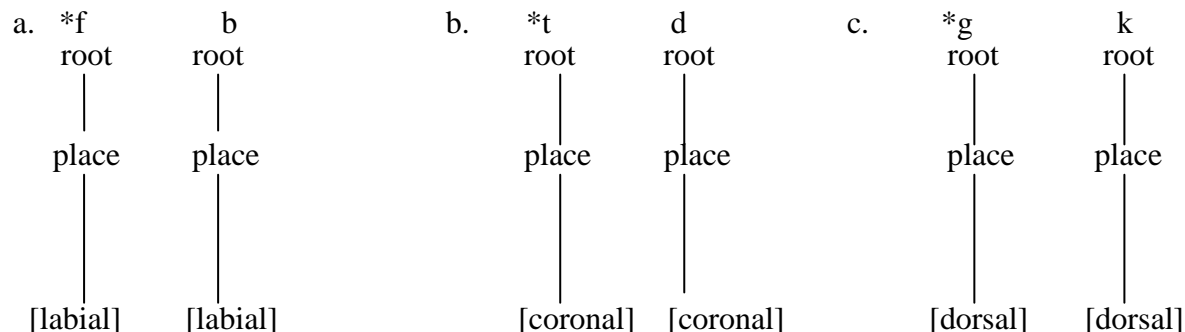 a. *f b b. *t d c. *g k
root root root root root root
place place place place place place
[labial] [labial] [coronal] [coronal] [dorsal] [dorsal]